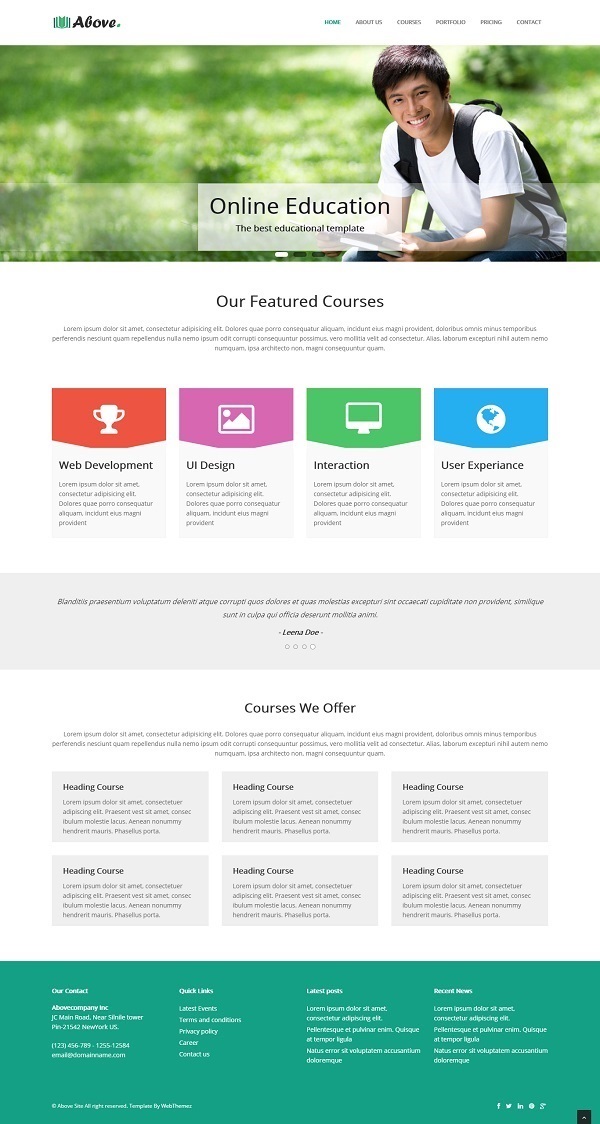 Above.
HOME ABOUT US COURSES PORTFOLIO PRICING CONTACT
Online Education
The best educational template
Our Featured Courses
Lorem ipsum dolor sit amet, consectetur adipisicing elit. Dolores quae porro consequatur aliquam, incidunt eius magni provident, doloribus omnis minus temporibus
perferendis nesciunt quam repellendus nulla nemo ipsum odit corrupti consequuntur possimus, vero mollitia velit ad consectetur. Alias, laborum excepturi nihil autem nemo
numquam, ipsa architecto non, magni consequuntur quam.
Web Development
Lorem ipsum dolor sit amet,
consectetur adipisicing elit.
Dolores quae porro consequatur
aliquam, incidunt eius magni
provident
UI Design
Lorem ipsum dolor sit amet,
consectetur adipisicing elit.
Dolores quae porro consequatur
aliquam, incidunt eius magni
provident
Interaction
Lorem ipsum dolor sit amet,
consectetur adipisicing elit.
Dolores quae porro consequatur
aliquam, incidunt eius magni
provident
User Experiance
Lorem ipsum dolor sit amet,
consectetur adipisicing elit.
Dolores quae porro consequatur
aliquam, incidunt eius magni
provident
Blanditiis praesentium voluptatum deleniti atque corrupti quos dolores et quas molestias excepturi sint occaecati cupiditate non provident, similique
sunt in culpa qui officia deserunt mollitia animi.
- Leena Doe -
Courses We Offer
Lorem ipsum dolor sit amet, consectetur adipisicing elit. Dolores quae porro consequatur aliquam, incidunt eius magni provident, doloribus omnis minus temporibus
perferendis nesciunt quam repellendus nulla nemo ipsum odit corrupti consequuntur possimus, vero mollitia velit ad consectetur. Alias, laborum excepturi nihil autem nemo
numquam, ipsa architecto non, magni consequuntur quam.
Heading Course
Lorem ipsum dolor sit amet, consectetuer
adipiscing elit. Praesent vest sit amet, consec
ibulum molestie lacus. Aenean nonummy
hendrerit mauris. Phasellus porta.
Heading Course
Lorem ipsum dolor sit amet, consectetuer
adipiscing elit. Praesent vest sit amet, consec
ibulum molestie lacus. Aenean nonummy
hendrerit mauris. Phasellus porta.
Heading Course
Lorem ipsum dolor sit amet, consectetuer
adipiscing elit. Praesent vest sit amet, consec
ibulum molestie lacus. Aenean nonummy
hendrerit mauris. Phasellus porta.
Heading Course
Lorem ipsum dolor sit amet, consectetuer
adipiscing elit. Praesent vest sit amet, consec
ibulum molestie lacus. Aenean nonummy
hendrerit mauris. Phasellus porta.
Heading Course
Lorem ipsum dolor sit amet, consectetuer
adipiscing elit. Praesent vest sit amet, consec
ibulum molestie lacus. Aenean nonummy
hendrerit mauris. Phasellus porta.
Heading Course
Lorem ipsum dolor sit amet, consectetuer
adipiscing elit. Praesent vest sit amet, consec
ibulum molestie lacus. Aenean nonummy
hendrerit mauris. Phasellus porta.
Our Contact
Abovecompany Inc
JC Main Road, Near Silnile tower
Pin-21542 NewYork US.
(123) 456-789 - 1255-12584
email@domainname.com
Quick Links
Latest Events
Terms and conditions
Privacy policy
Career
Contact us
Latest posts
Lorem ipsum dolor sit amet,
consectetur adipiscing elit.
Pellentesque et pulvinar enim. Quisque
at tempor ligula
Natus error sit voluptatem accusantium
doloremque
Recent News
Lorem ipsum dolor sit amet,
consectetur adipiscing elit.
Pellentesque et pulvinar enim. Quisque
at tempor ligula
Natus error sit voluptatem accusantium
doloremque
© Above Site All right reserved. Template By WebThemez